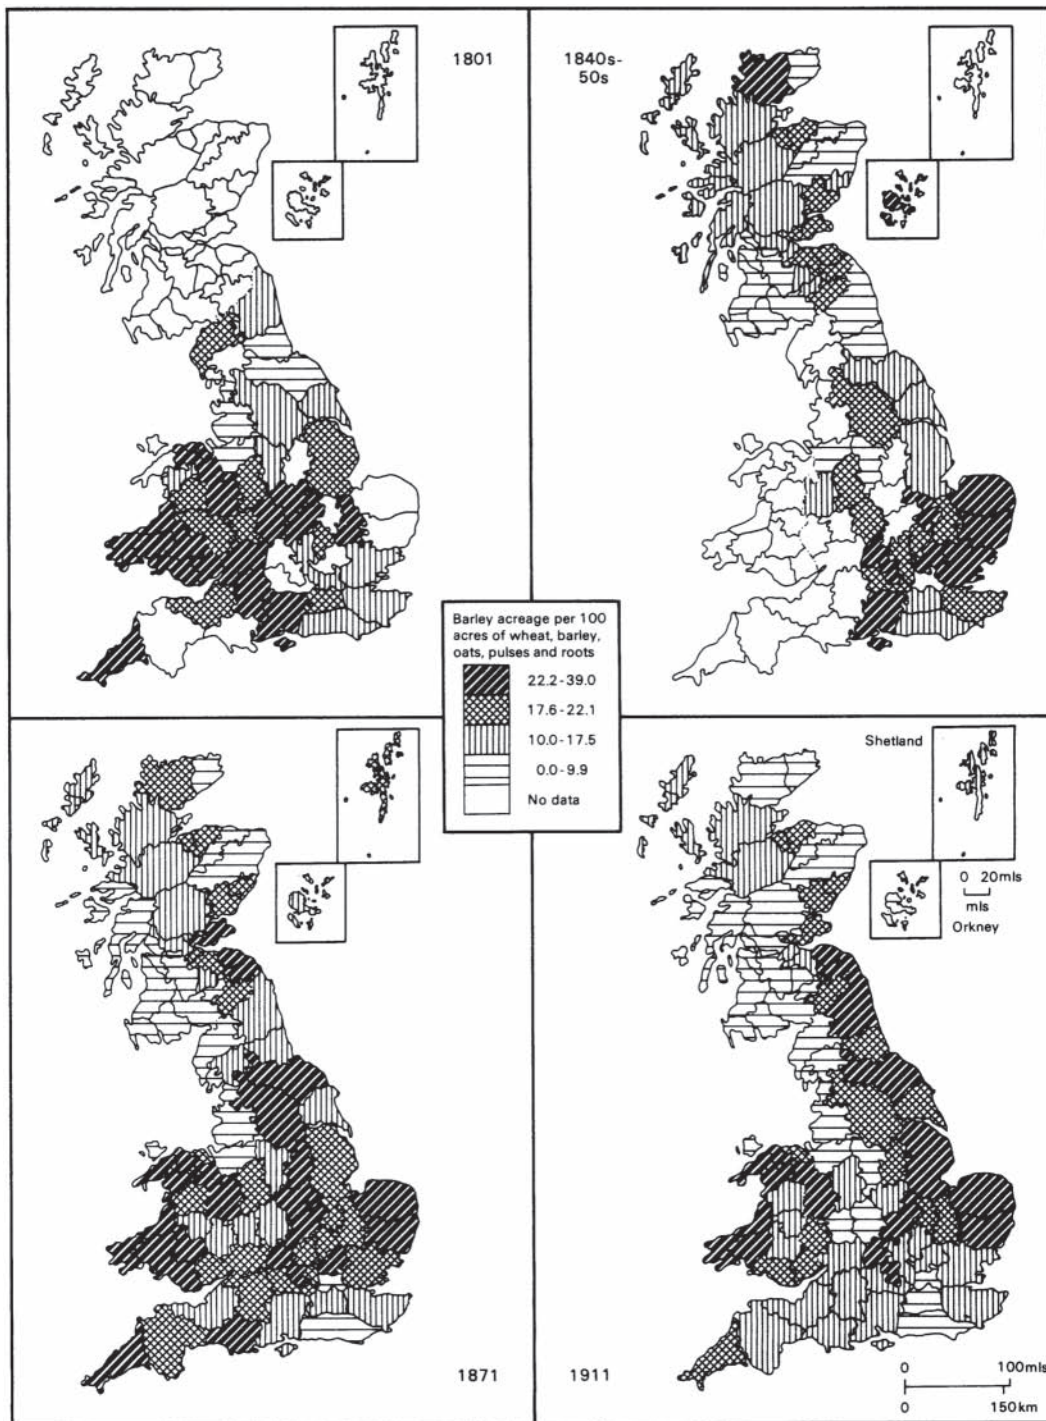 1801
1840s-
50s
Barley acreage per 100
acres of wheat, barley,
oats, pulses and roots
22.2-39.0
17.6-22.1
10.0-17.5
0.0-9.9
No data
1871
Shetland
0 20mls
mls
Orkney
1911
0 100mls
0 150km